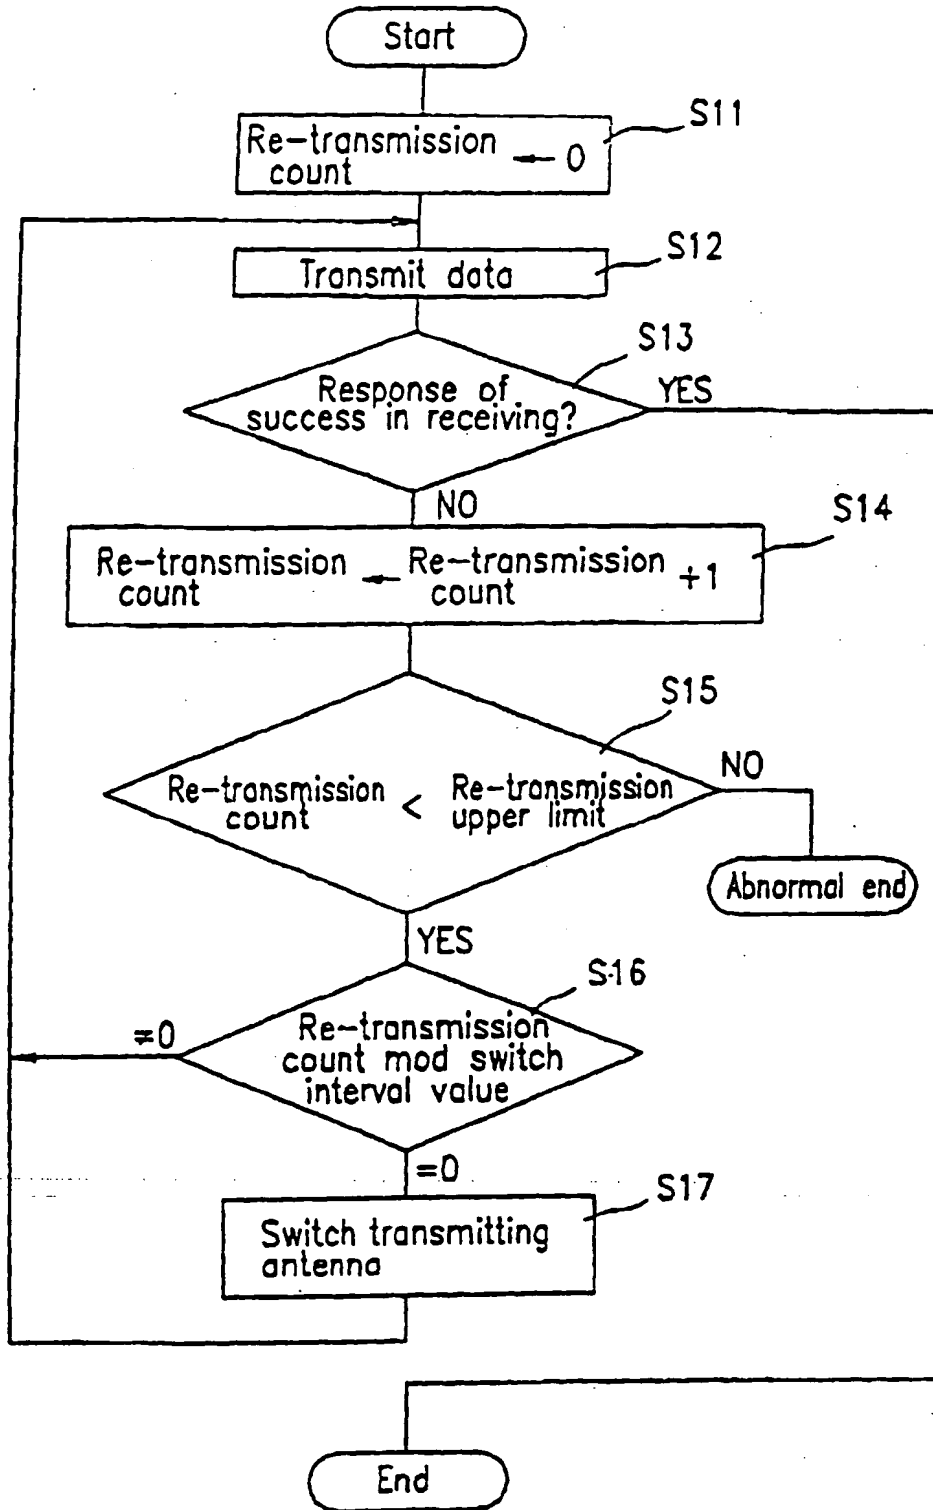 Start
S11
Re-transmission
count ← 0
S12
Transmit data
S13
Response of
success in receiving?
YES
NO
S14
Re-transmission
count
←
Re-transmission
count
+1
S15
Re-transmission
count
<
Re-transmission
upper limit
NO
Abnormal end
YES
S16
≠0
Re-transmission
count mod switch
interval value
=0
S17
Switch transmitting
antenna
End